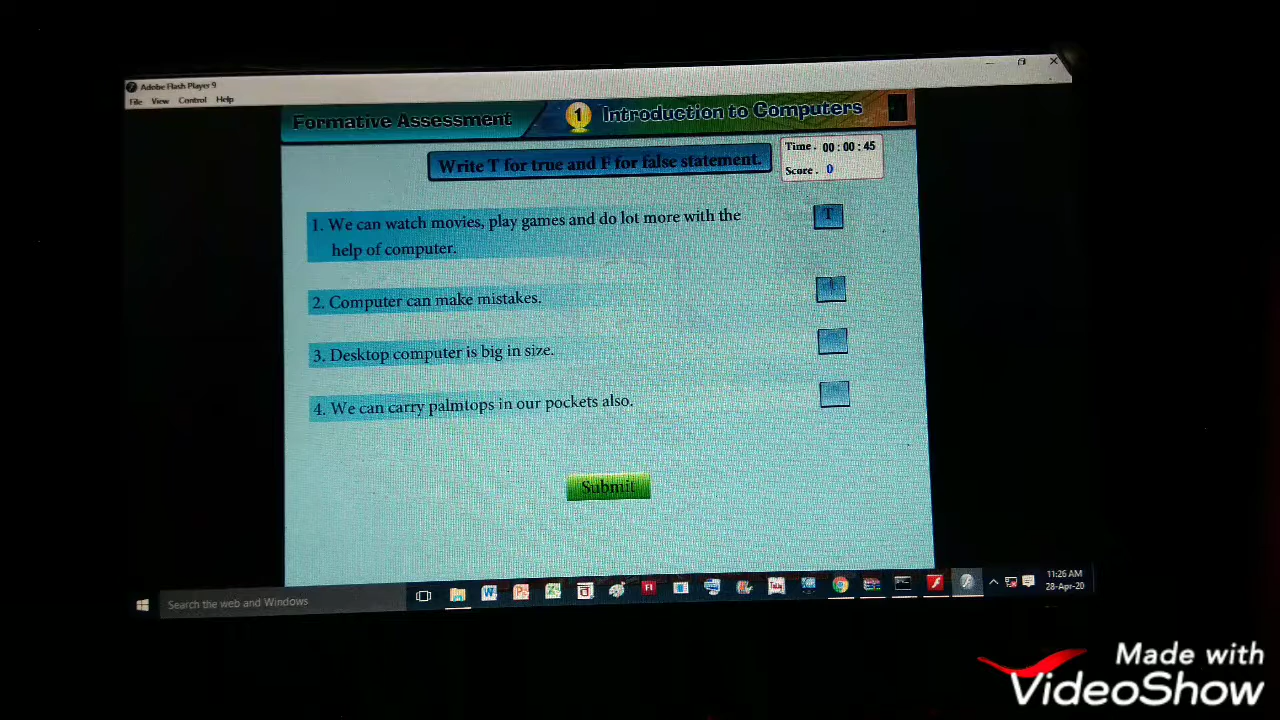 Adobe Flash Player 9
File View Control Help
Formative Assessment
1 Introduction to Computers
Write T for true and F for false statement.
Time . 00 : 00 : 45
Score . 0
1. We can watch movies, play games and do lot more with the
help of computer.
T
2. Computer can make mistakes.
3. Desktop computer is big in size.
4. We can carry palmtops in our pockets also.
Submit
Search the web and Windows
11:26 AM
28-Apr-20
Made with
VideoShow